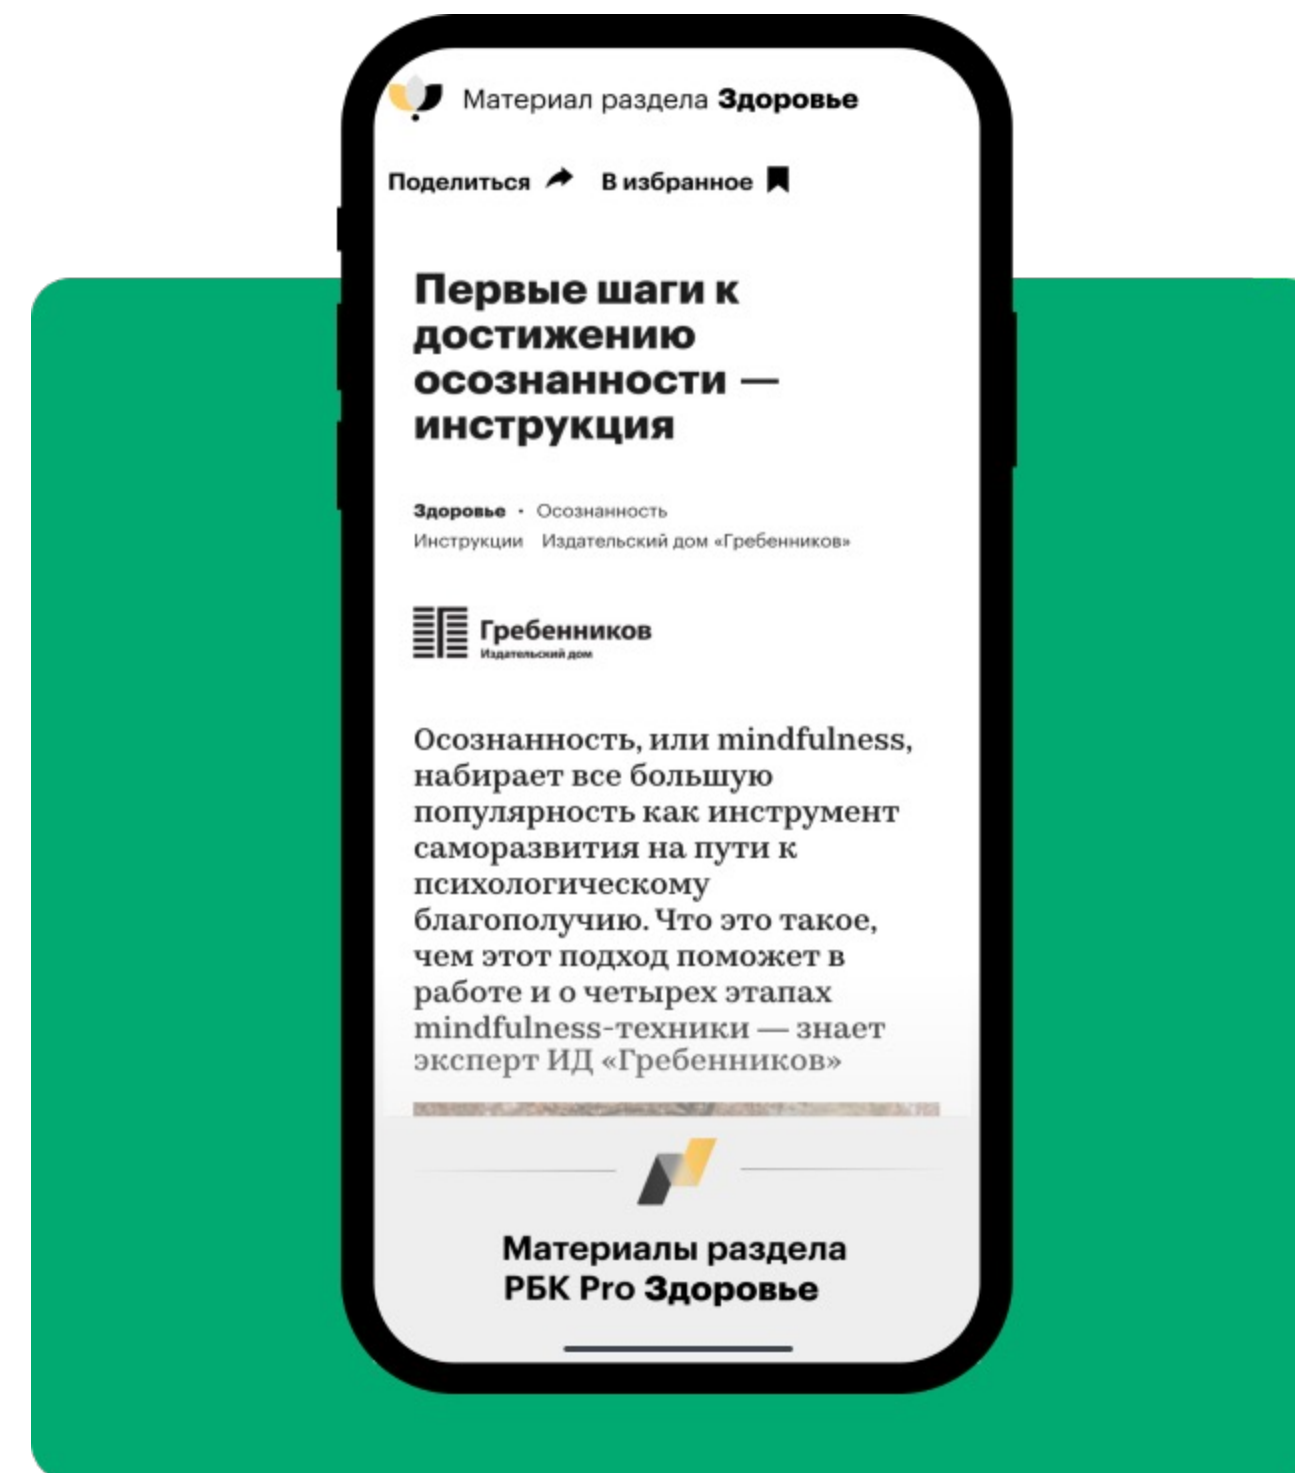 Материал раздела Здоровье
Поделиться В избранное
Первые шаги к
достижению
осознанности —
инструкция
Здоровье · Осознанность
Инструкции Издательский дом «Гребенников»
Гребенников
Издательский дом
Осознанность, или mindfulness,
набирает все большую
популярность как инструмент
саморазвития на пути к
психологическому
благополучию. Что это такое,
чем этот подход поможет в
работе и о четырех этапах
mindfulness-техники — знает
эксперт ИД «Гребенников»
Материалы раздела
РБК Pro Здоровье